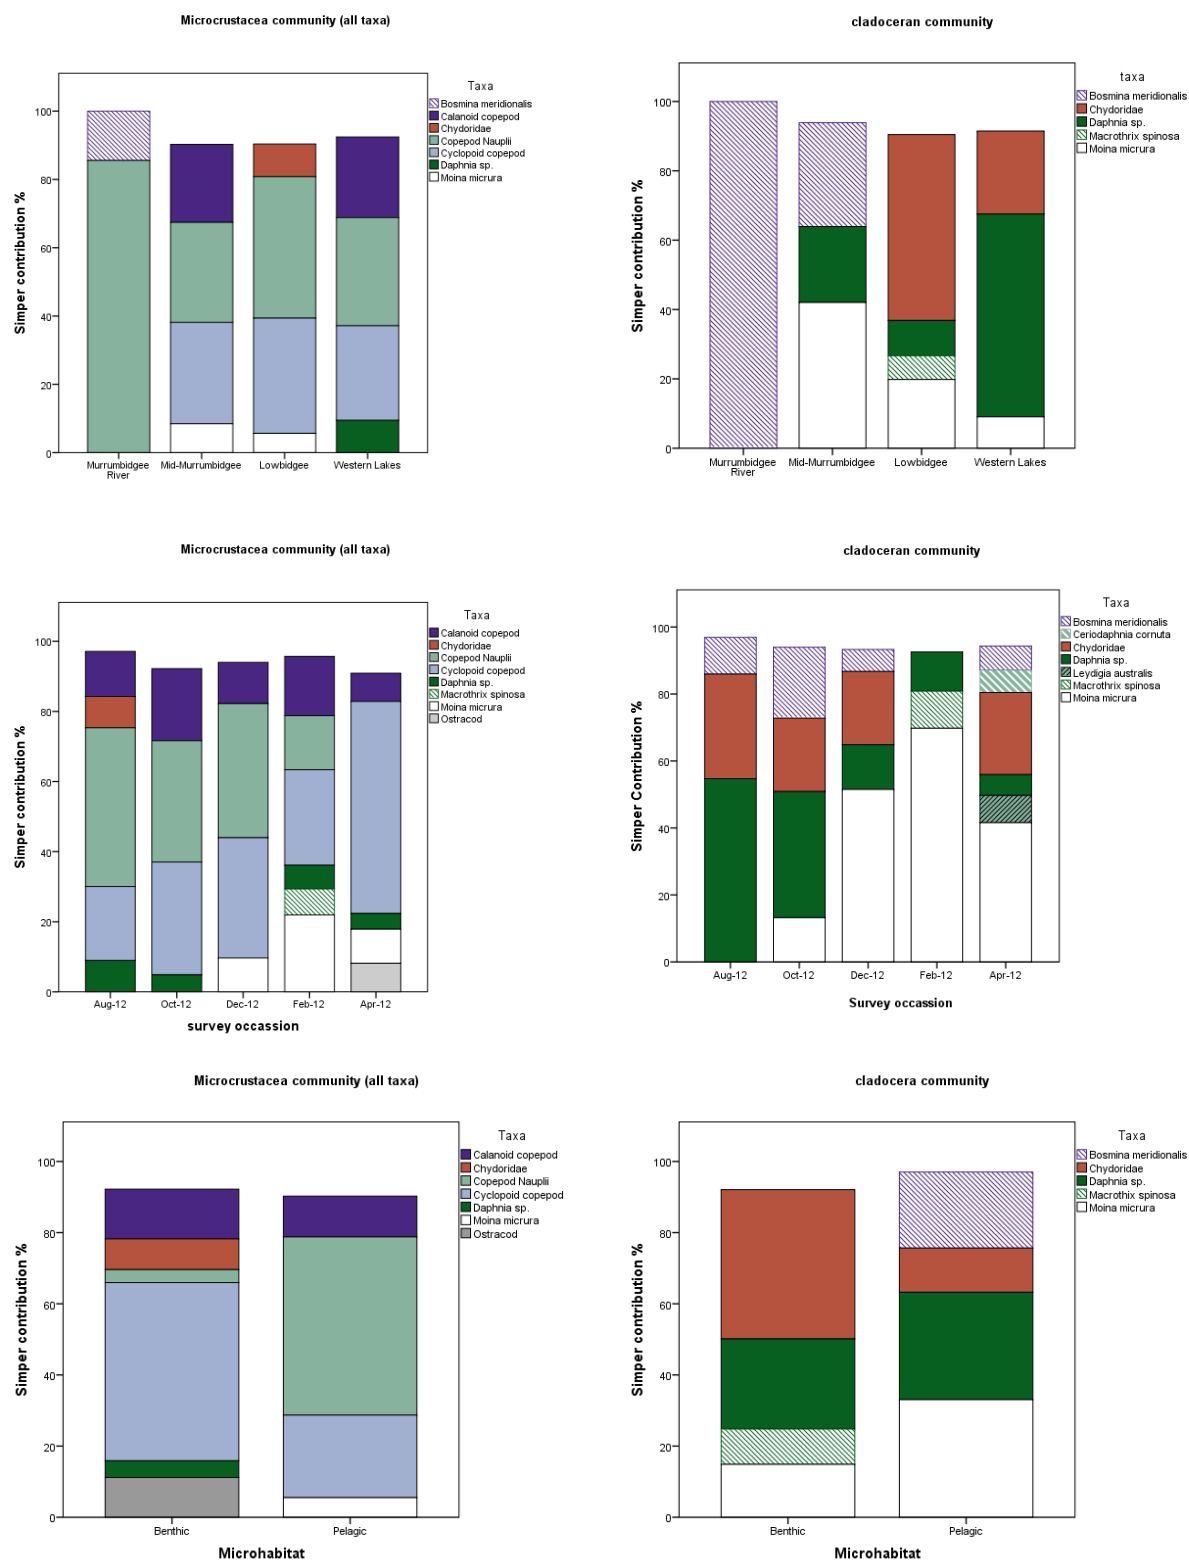 Microcrustacea community (all taxa)
Simper contribution %
100
80
60
40
20
0
Murrumbidgee
River
Mid-Murrumbidgee
Lowbidgee
Western Lakes
Taxa
Bosmina meridionalis
Calanoid copepod
Chydoridae
Copepod Nauplii
Cyclopoid copepod
Daphnia sp.
Moina micrura
cladoceran community
Simper contribution %
100
80
60
40
20
0
Murrumbidgee
River
Mid-Murrumbidgee
Lowbidgee
Western Lakes
taxa
Bosmina meridionalis
Chydoridae
Daphnia sp.
Macrothrix spinosa
Moina micrura
Microcrustacea community (all taxa)
Simper contribution %
100
80
60
40
20
0
Aug-12
Oct-12
Dec-12
Feb-12
Apr-12
survey occassion
Taxa
Calanoid copepod
Chydoridae
Copepod Nauplii
Cyclopoid copepod
Daphnia sp.
Macrothrix spinosa
Moina micrura
Ostracod
cladoceran community
Simper Contribution %
100
80
60
40
20
0
Aug-12
Oct-12
Dec-12
Feb-12
Apr-12
Survey occassion
Taxa
Bosmina meridionalis
Ceriodaphnia cornuta
Chydoridae
Daphnia sp.
Leydigia australis
Macrothrix spinosa
Moina micrura
Microcrustacea community (all taxa)
Simper contribution %
100
80
60
40
20
0
Benthic
Pelagic
Microhabitat
Taxa
Calanoid copepod
Chydoridae
Copepod Nauplii
Cyclopoid copepod
Daphnia sp.
Moina micrura
Ostracod
cladocera community
Simper contribution %
100
80
60
40
20
0
Benthic
Pelagic
Microhabitat
Taxa
Bosmina meridionalis
Chydoridae
Daphnia sp.
Macrothix spinosa
Moina micrura